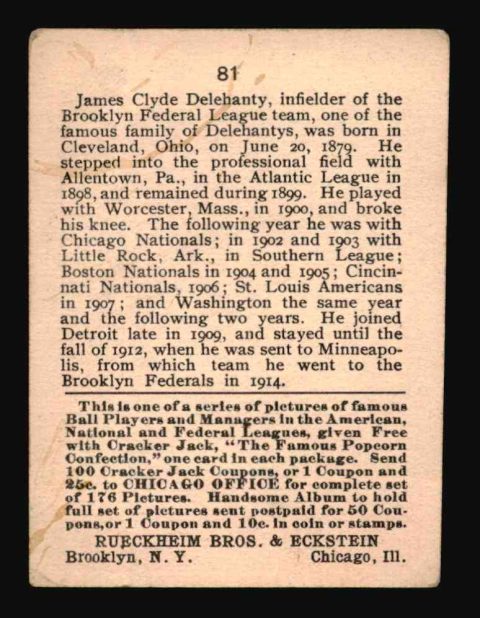 81
James Clyde Delehanty, infielder of the
Brooklyn Federal League team, one of the
famous family of Delehantys, was born in
Cleveland, Ohio, on June 20, 1879. He
stepped into the professional field with
Allentown, Pa., in the Atlantic League in
1898, and remained during 1899. He played
with Worcester, Mass., in 1900, and broke
his knee. The following year he was with
Chicago Nationals; in 1902 and 1903 with
Little Rock, Ark., in Southern League;
Boston Nationals in 1904 and 1905; Cincin-
nati Nationals, 1906; St. Louis Americans
in 1907; and Washington the same year
and the following two years. He joined
Detroit late in 1909, and stayed until the
fall of 1912, when he was sent to Minneapo-
lis, from which team he went to the
Brooklyn Federals in 1914.
This is one of a series of pictures of famous
Ball Players and Managers in the American,
National and Federal Leagues, given Free
with Cracker Jack, "The Famous Popcorn
Confection," one card in each package. Send
100 Cracker Jack Coupons, or 1 Coupon and
25c. to CHICAGO OFFICE for complete set
of 176 Pictures. Handsome Album to hold
full set of pictures sent postpaid for 50 Cou-
pons, or 1 Coupon and 10c. in coin or stamps.
RUECKHEIM BROS. & ECKSTEIN
Brooklyn, N. Y. Chicago, Ill.